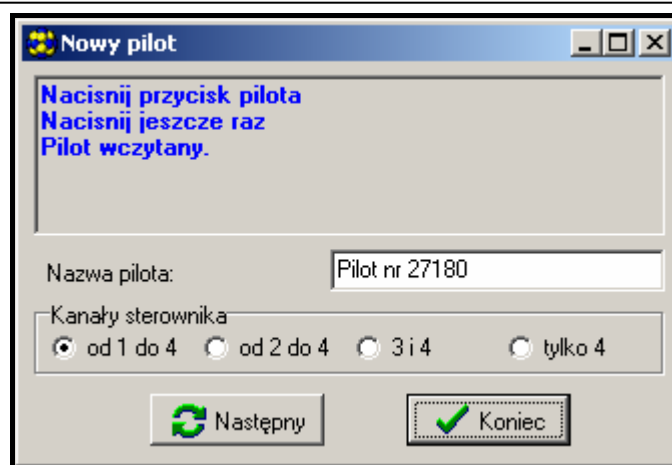 Nowy pilot
Nacisnij przycisk pilota
Nacisnij jeszcze raz
Pilot wczytany.
Nazwa pilota: Pilot nr 27180
Kanały sterownika
od 1 do 4 od 2 do 4 3 i 4 tylko 4
Następny Koniec